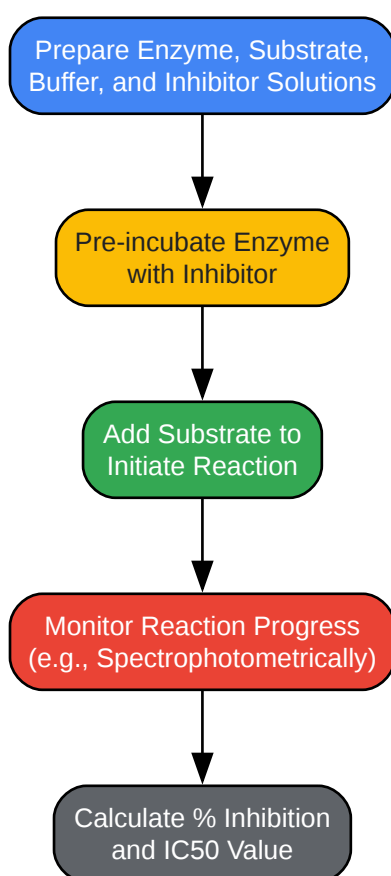 Prepare Enzyme, Substrate,
Buffer, and Inhibitor Solutions
Pre-incubate Enzyme
with Inhibitor
Add Substrate to
Initiate Reaction
Monitor Reaction Progress
(e.g., Spectrophotometrically)
Calculate % Inhibition
and IC50 Value